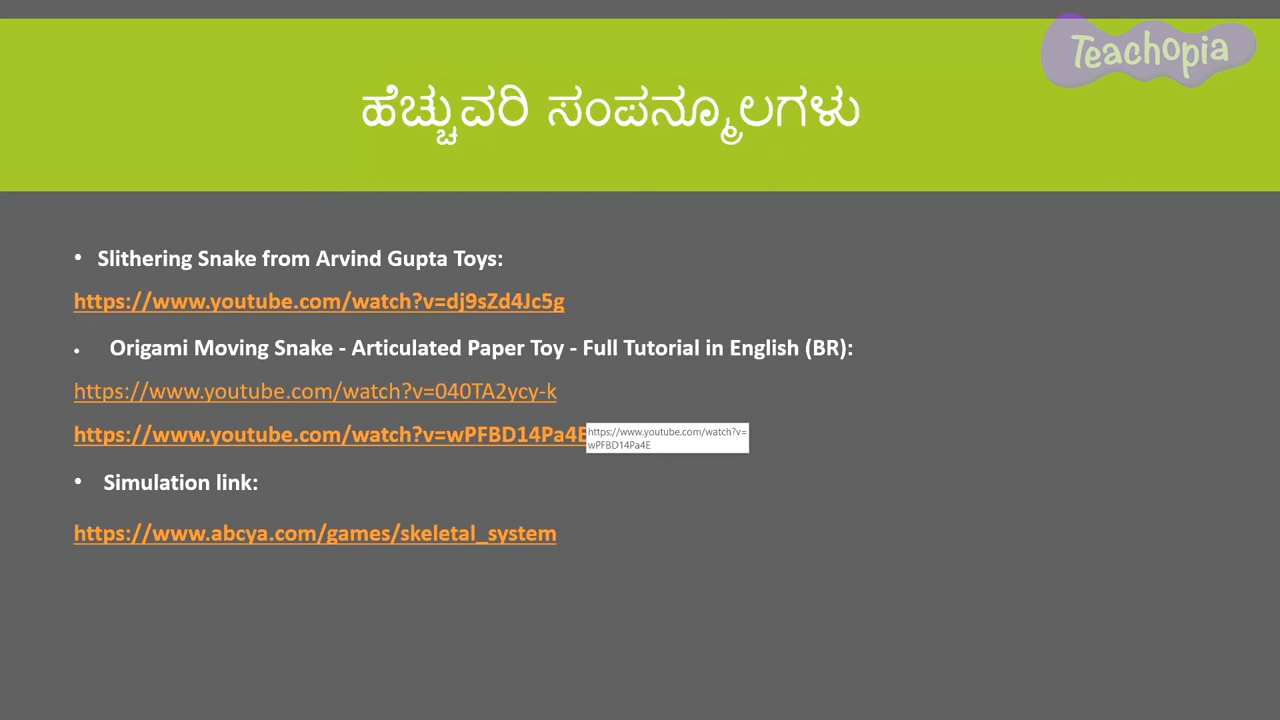 Teachopia
ಹೆಚ್ಚುವರಿ ಸಂಪನ್ಮೂಲಗಳು
• Slithering Snake from Arvind Gupta Toys:
https://www.youtube.com/watch?v=dj9sZd4Jc5g
• Origami Moving Snake - Articulated Paper Toy - Full Tutorial in English (BR):
https://www.youtube.com/watch?v=040TA2ycy-k
https://www.youtube.com/watch?v=wPFBD14Pa4E
https://www.youtube.com/watch?v=
wPFBD14Pa4E
• Simulation link:
https://www.abcya.com/games/skeletal_system